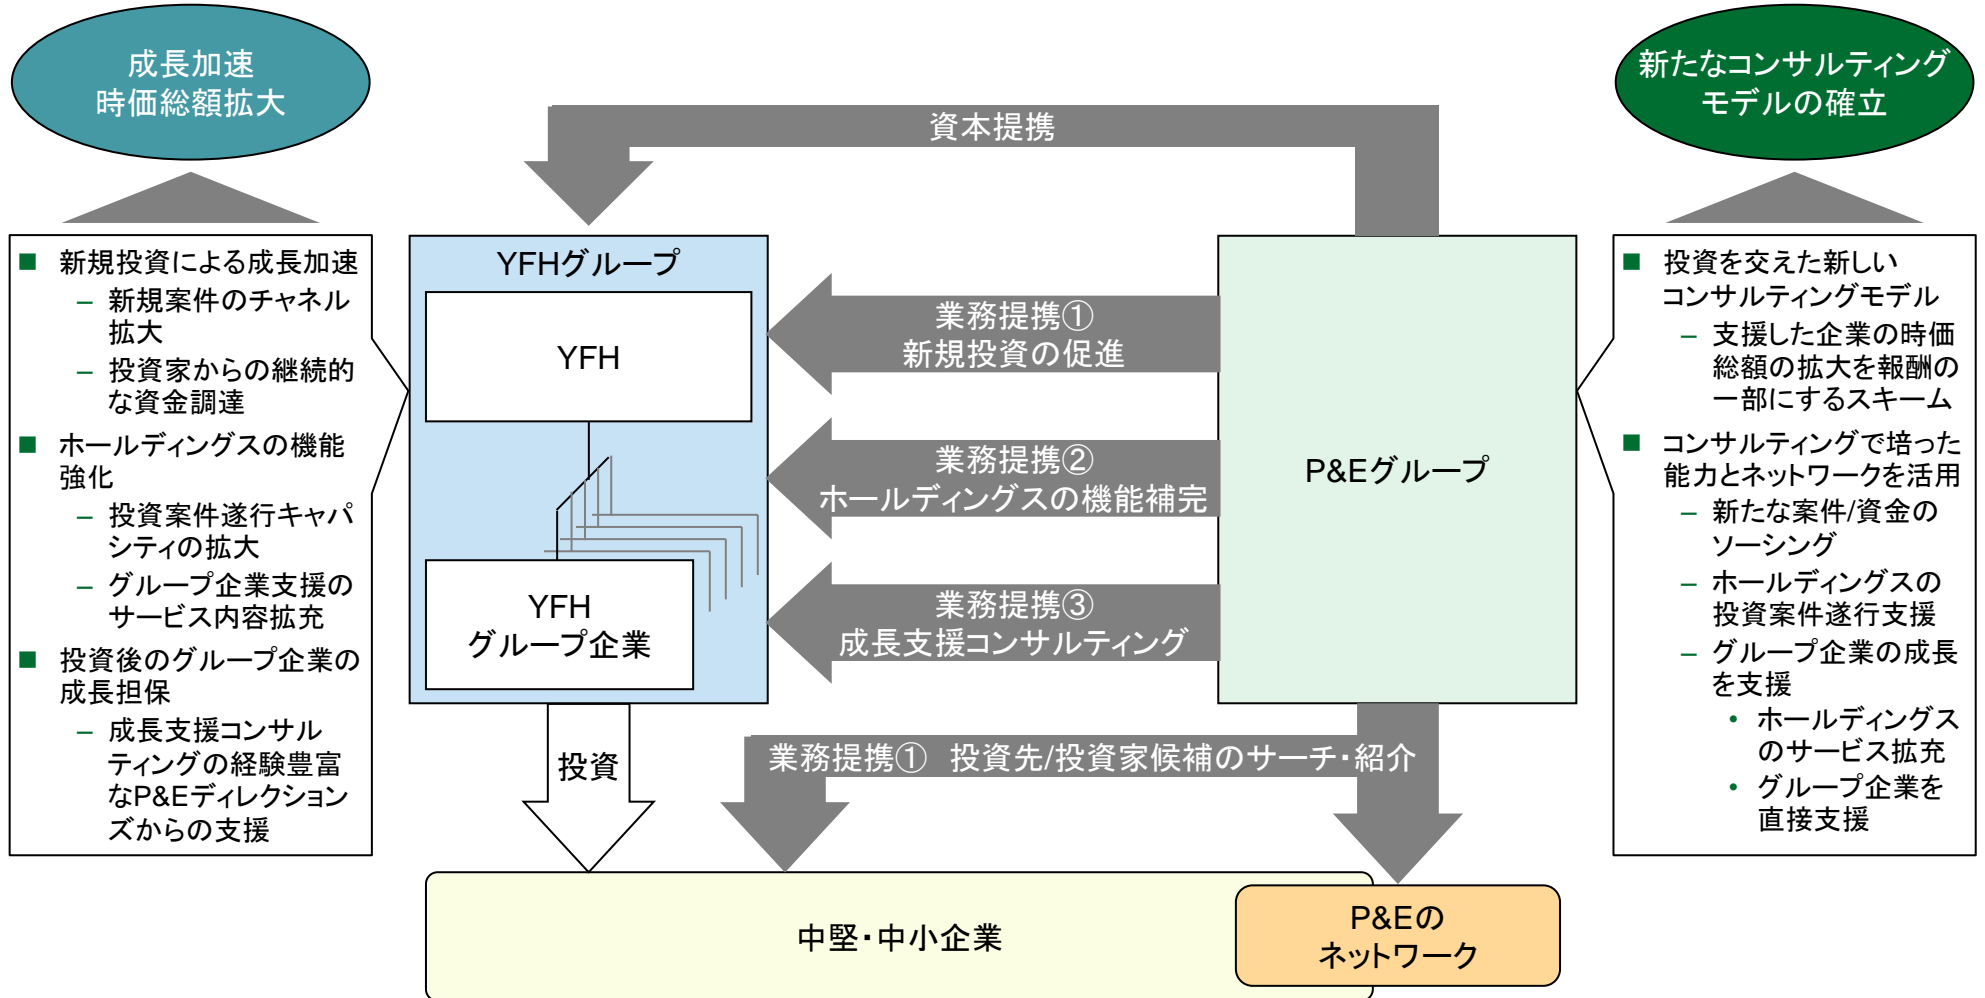 成長加速
時価総額拡大
新たなコンサルティング
モデルの確立
資本提携
■ 新規投資による成長加速
– 新規案件のチャネル
拡大
– 投資家からの継続的
な資金調達
■ ホールディングスの機能
強化
– 投資案件遂行キャパ
シティの拡大
– グループ企業支援の
サービス内容拡充
■ 投資後のグループ企業の
成長担保
– 成長支援コンサル
ティングの経験豊富
なP&Eディレクション
ズからの支援
YFHグループ
YFH
YFH
グループ企業
業務提携①
新規投資の促進
業務提携②
ホールディングスの機能補完
業務提携③
成長支援コンサルティング
P&Eグループ
■ 投資を交えた新しい
コンサルティングモデル
– 支援した企業の時価
総額の拡大を報酬の
一部にするスキーム
■ コンサルティングで培った
能力とネットワークを活用
– 新たな案件/資金の
ソーシング
– ホールディングスの
投資案件遂行支援
– グループ企業の成長
を支援
• ホールディングス
のサービス拡充
• グループ企業を
直接支援
投資
業務提携① 投資先/投資家候補のサーチ・紹介
中堅・中小企業
P&Eの
ネットワーク